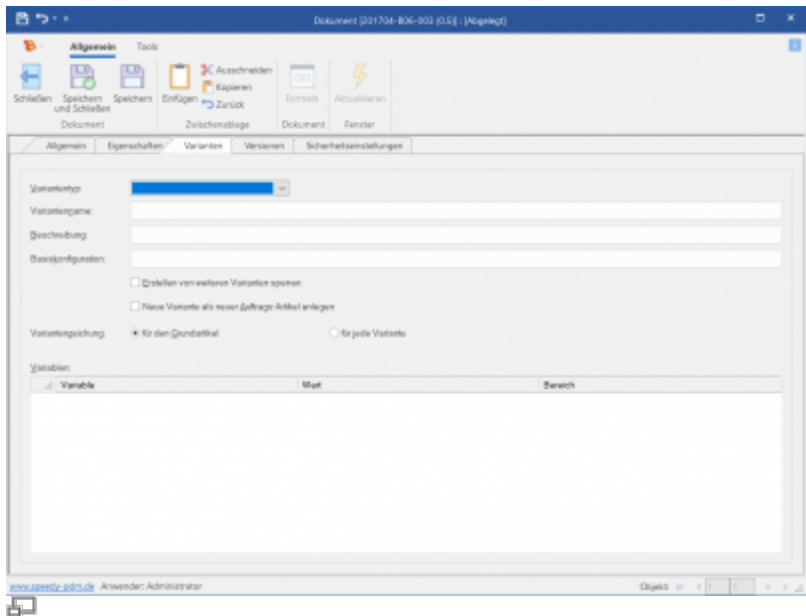 Dokument [201704-B06-003 (0.5)] : (Abgelegt)
Allgemein Tools
Ausschneiden
Kopieren
Schließen Speichern und Schließen Speichern Einfügen Zurück Formeln Aktualisieren
Dokument Zwischenablage Dokument Fenster
Allgemein Eigenschaften Varianten Versionen Sicherheitseinstellungen
Variantentyp:
Variantenname:
Beschreibung:
Basiskonfiguration:
Erstellen von weiteren Varianten sperren
Neue Variante als neuer Auftrags-Artikel anlegen
für den Grundartikel für jede Variante
Variablen:
Variable Wert Bereich
www.speedy-pdm.de Anwender: Administrator Objekt: